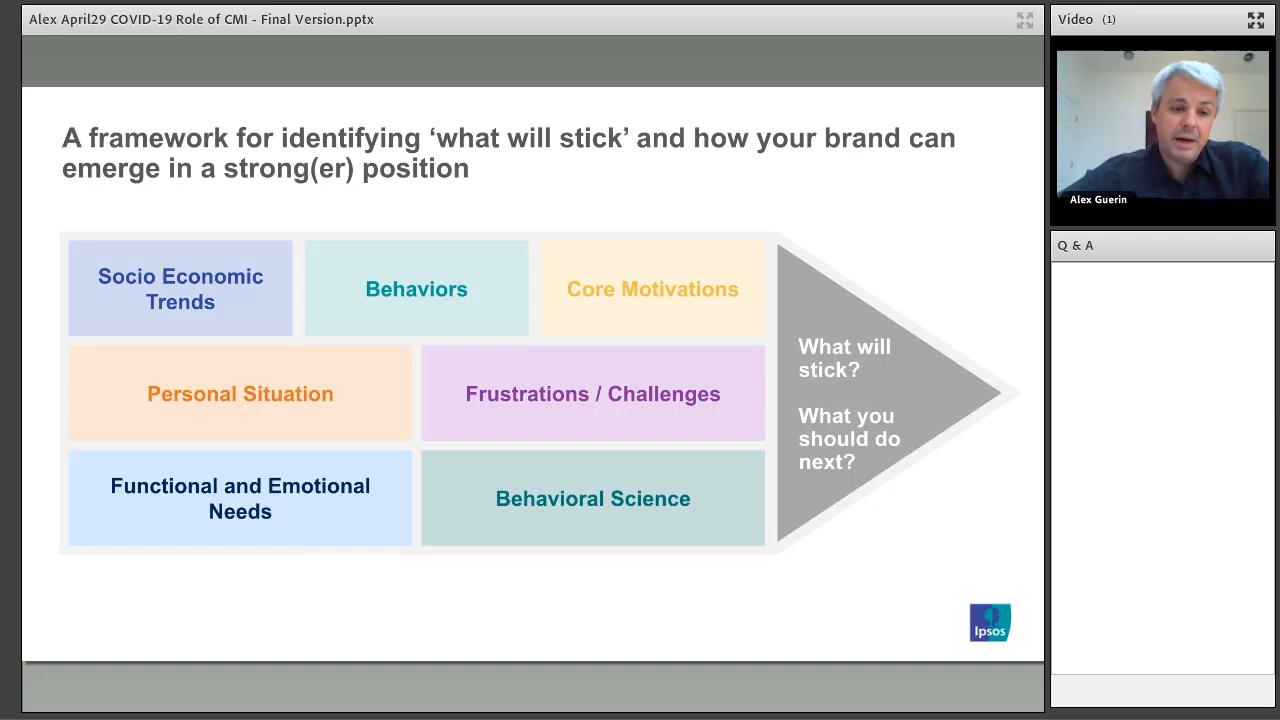 Alex April29 COVID-19 Role of CMI - Final Version.pptx
Video (1)
Alex Guerin
Q & A
A framework for identifying ‘what will stick’ and how your brand can
emerge in a strong(er) position
Socio Economic
Trends
Behaviors
Core Motivations
Personal Situation
Frustrations / Challenges
Functional and Emotional
Needs
Behavioral Science
What will
stick?
What you
should do
next?
Ipsos